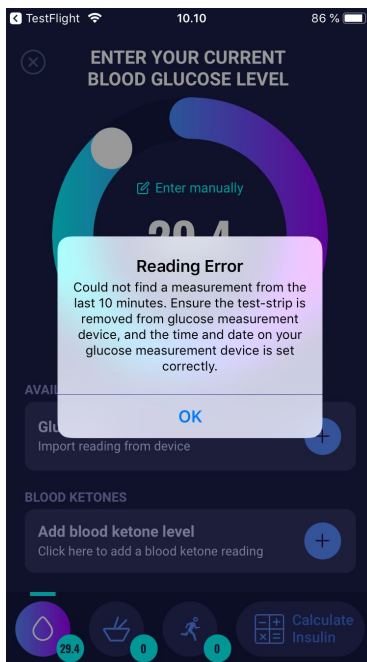 TestFlight
10.10
86 %
ENTER YOUR CURRENT
BLOOD GLUCOSE LEVEL
Enter manually
29.4
Reading Error
Could not find a measurement from the
last 10 minutes. Ensure the test-strip is
removed from glucose measurement
device, and the time and date on your
glucose measurement device is set
correctly.
OK
Import reading from device
BLOOD KETONES
Add blood ketone level
Click here to add a blood ketone reading
29.4
0
0
Calculate
Insulin